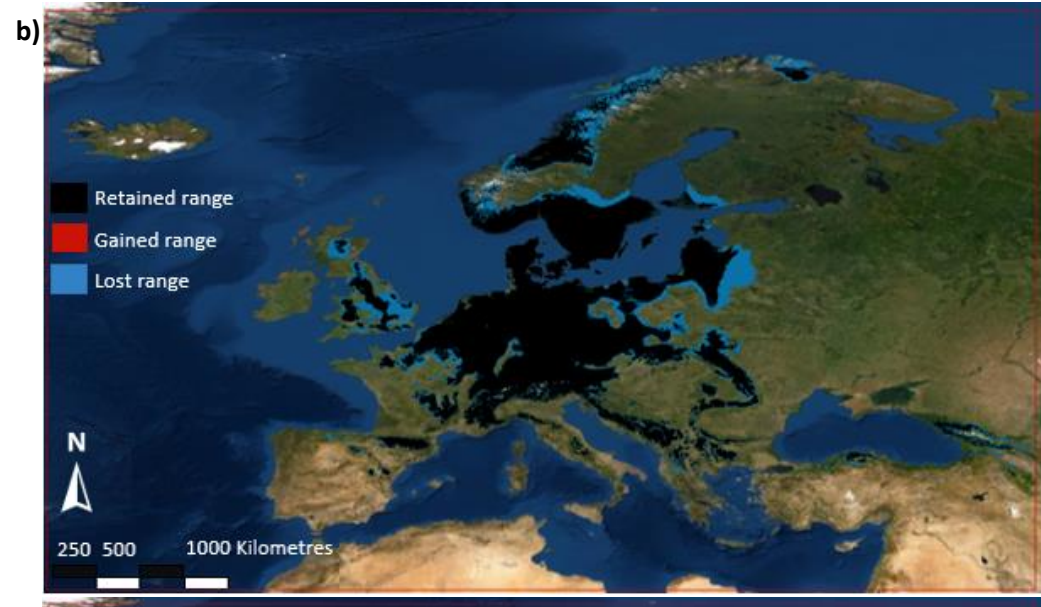 b)
Retained range
Gained range
Lost range
N
250 500 1000 Kilometres